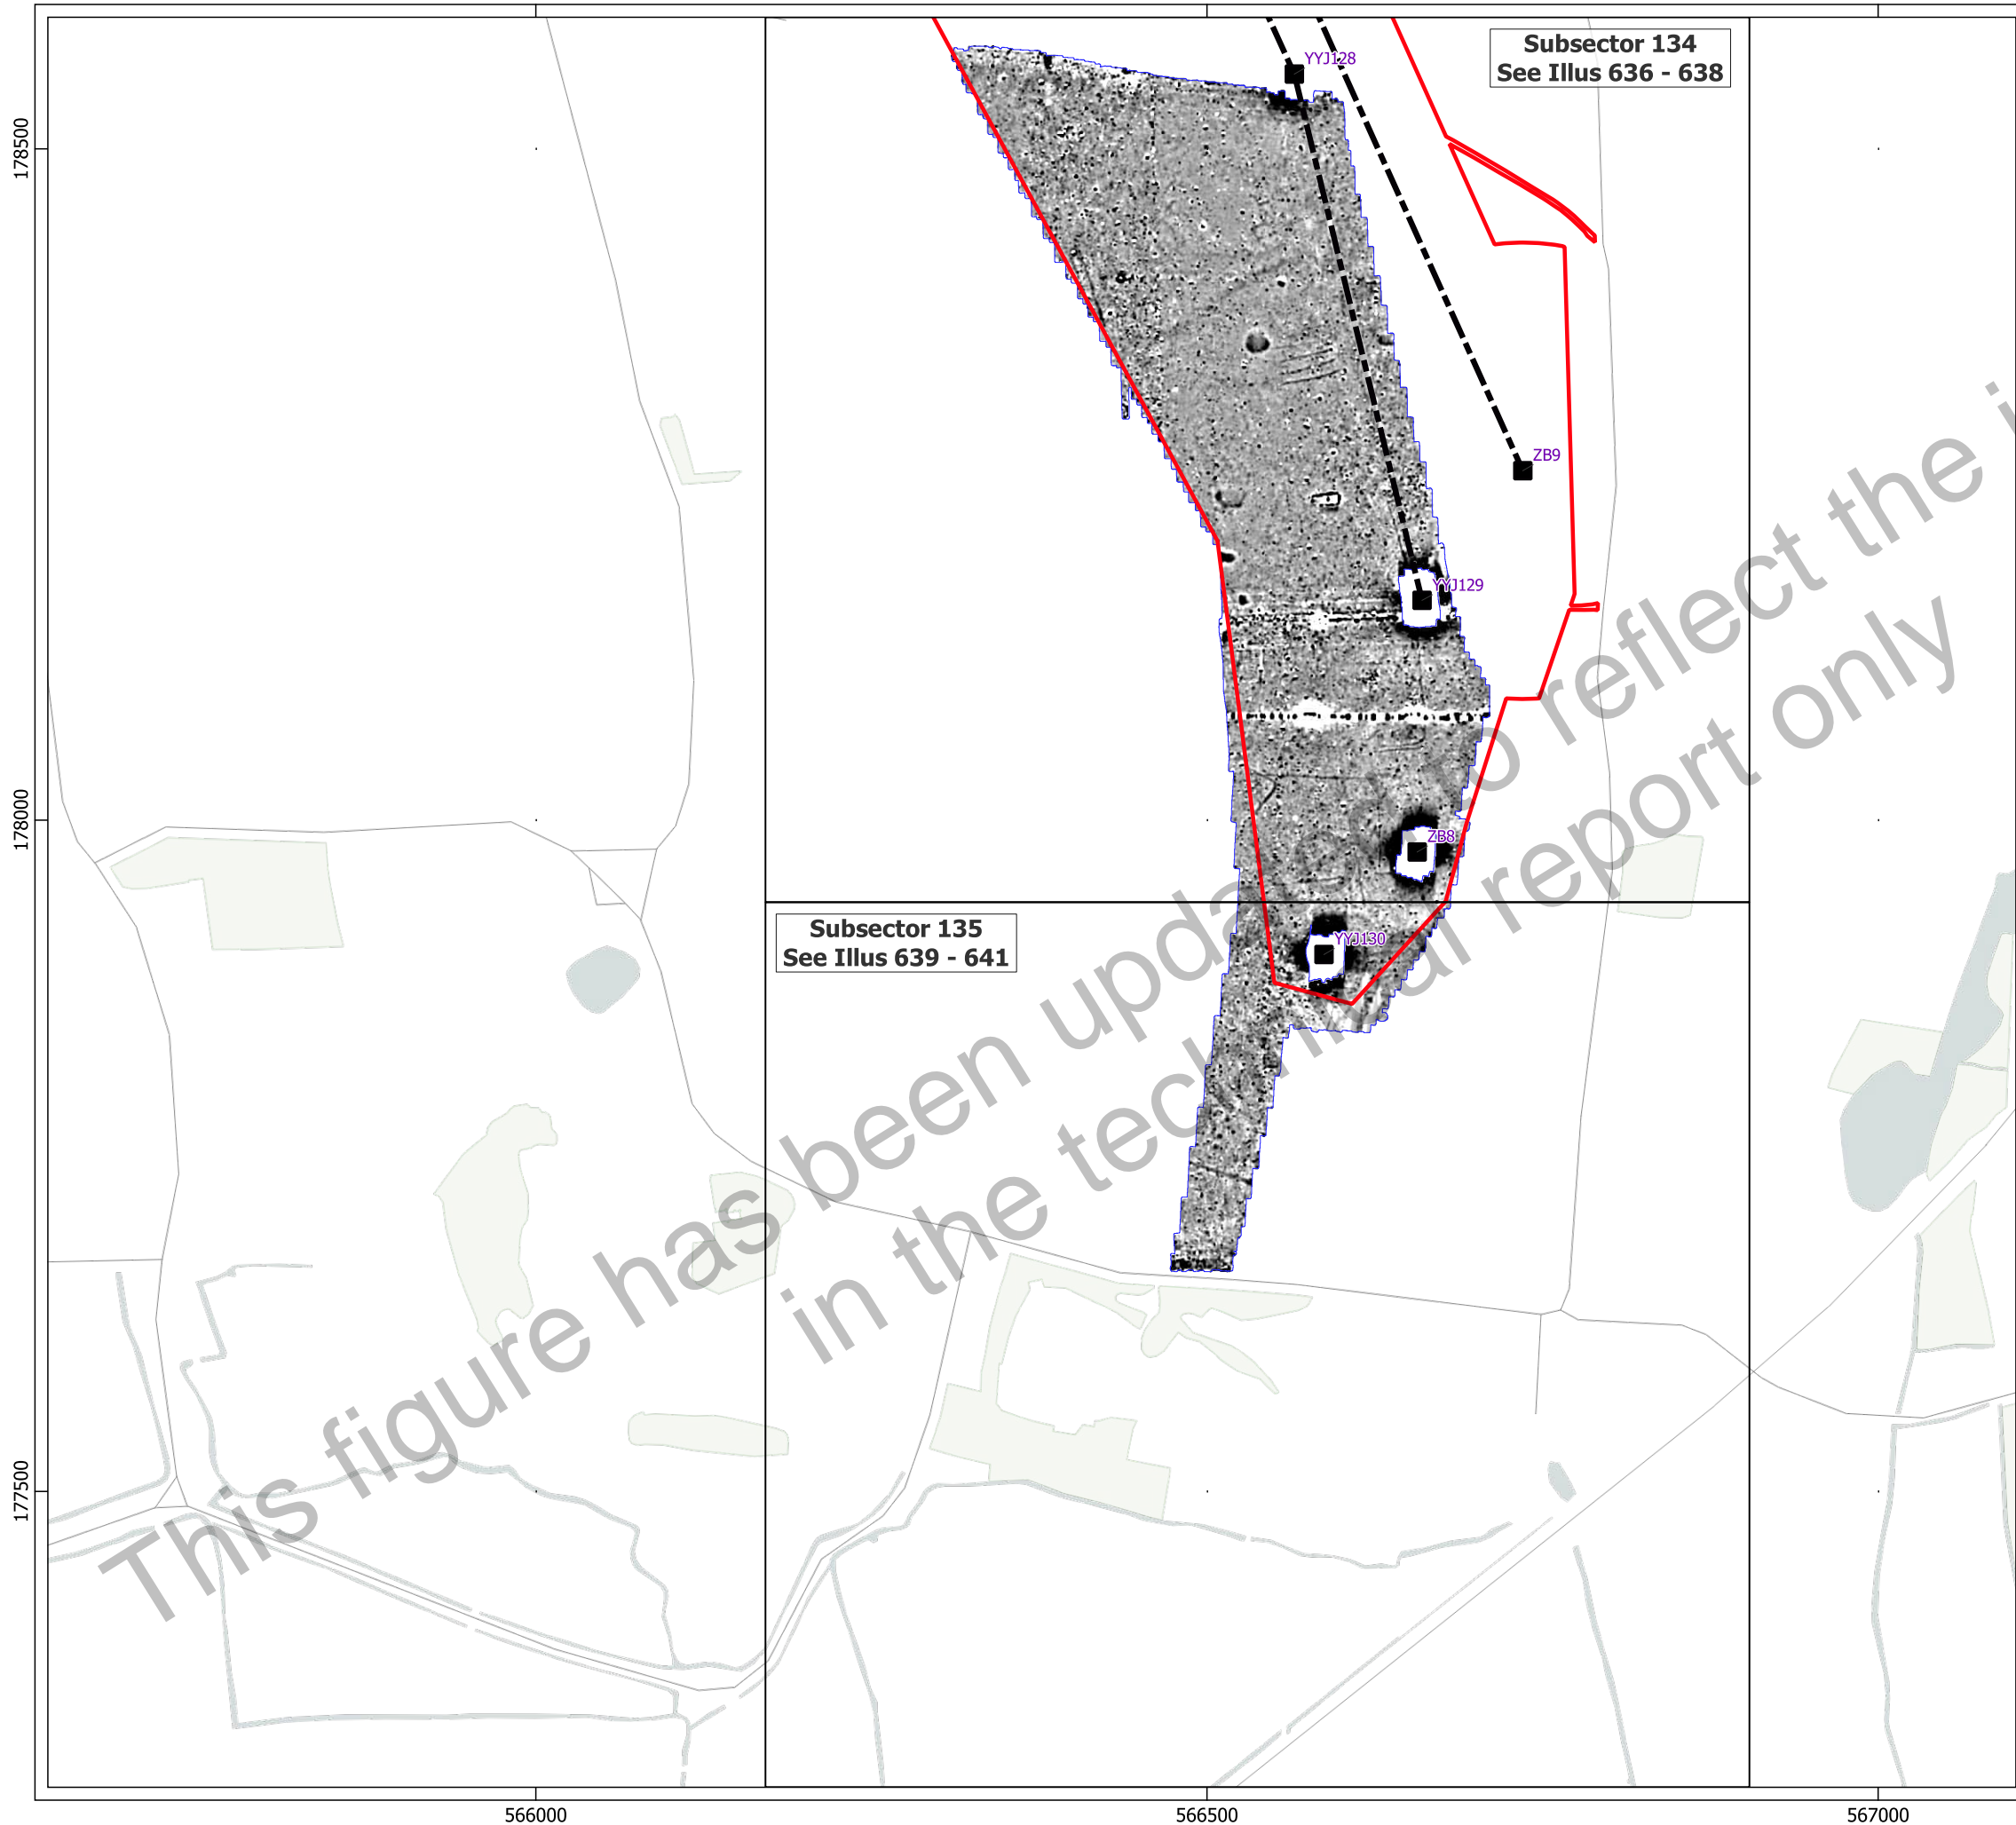 Subsector 134
See Illus 636 - 638
YYJ128
178500
ZB9
YYJ129
178000
ZB8
Subsector 135
See Illus 639 - 641
YYJ130
This figure has been upda to reflect the i
in the technical report only
177500
566000
566500
567000